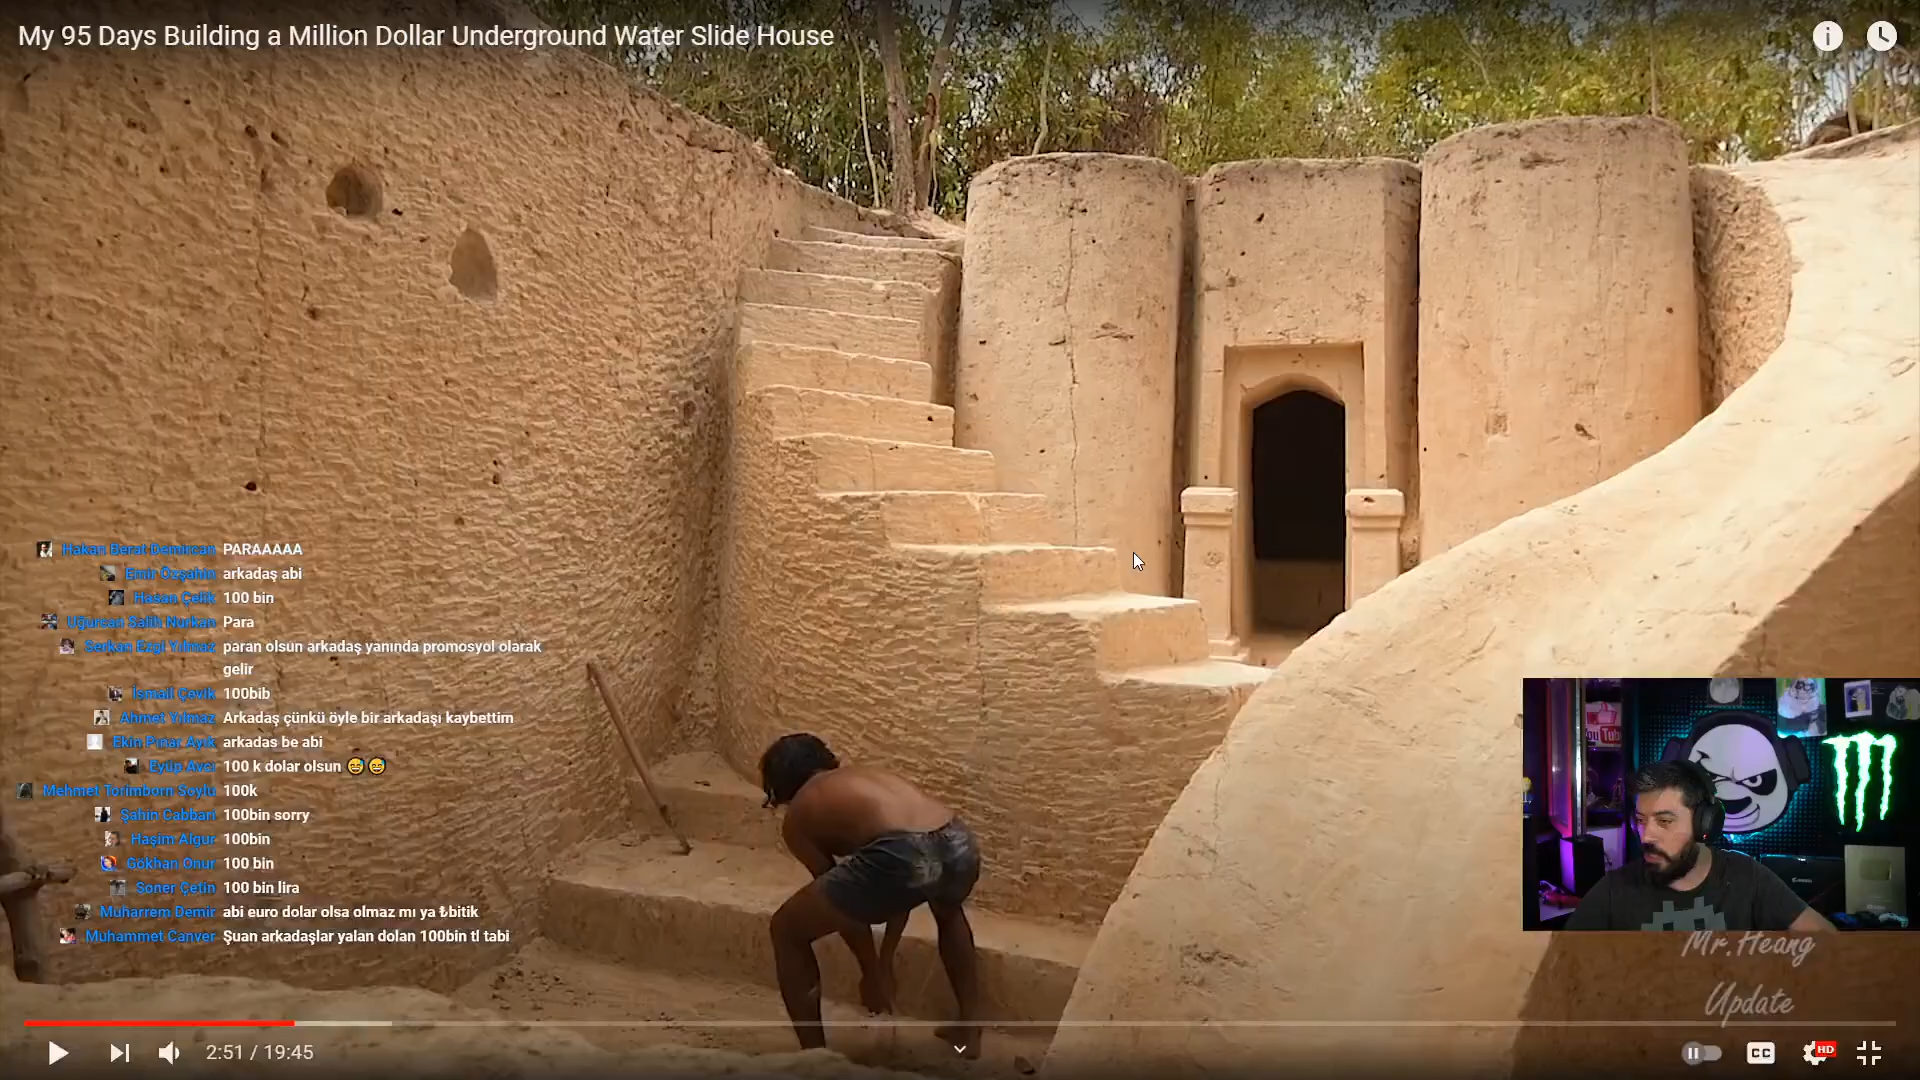 My 95 Days Building a Million Dollar Underground Water Slide House
Hakan Berat Demircan PARAAAAA
Emir Özşahin arkadaş abi
Hasan Çelik 100 bin
Uğurcan Salih Nurkan Para
Serkan Ezgi Yılmaz paran olsun arkadaş yanında promosyol olarak
gelir
İsmail Çevik 100bib
Ahmet Yılmaz Arkadaş çünkü öyle bir arkadaşı kaybettim
Ekin Pınar Ayık arkadas be abi
Eyüp Avcı 100 k dolar olsun 😅😅
Mehmet Torimborn Soylu 100k
Şahin Cabbari 100bin sorry
Haşim Algur 100bin
Gökhan Onur 100 bin
Soner Çetin 100 bin lira
Muharrem Demir abi euro dolar olsa olmaz mı ya ₺bitik
Muhammet Canver Şuan arkadaşlar yalan dolan 100bin tl tabi
Mr.Heang
Update
2:51 / 19:45
CC
HD